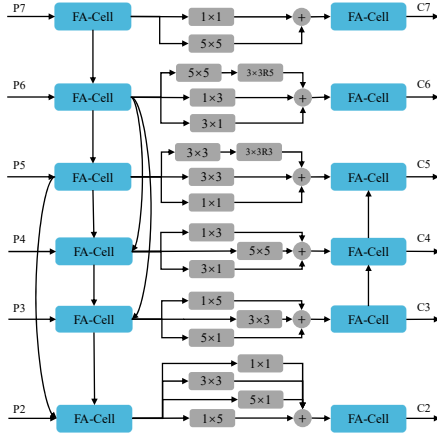 P7 FA-Cell 1×1 + FA-Cell C7
5×5
P6 FA-Cell 5×5 3×3R5 + FA-Cell C6
1×3
3×1
P5 FA-Cell 3×3 3×3R3 + FA-Cell C5
3×3
1×1
P4 FA-Cell 1×3 + FA-Cell C4
5×5
3×1
P3 FA-Cell 1×5 + FA-Cell C3
3×3
5×1
1×1
3×3
5×1
P2 FA-Cell 1×5 + FA-Cell C2